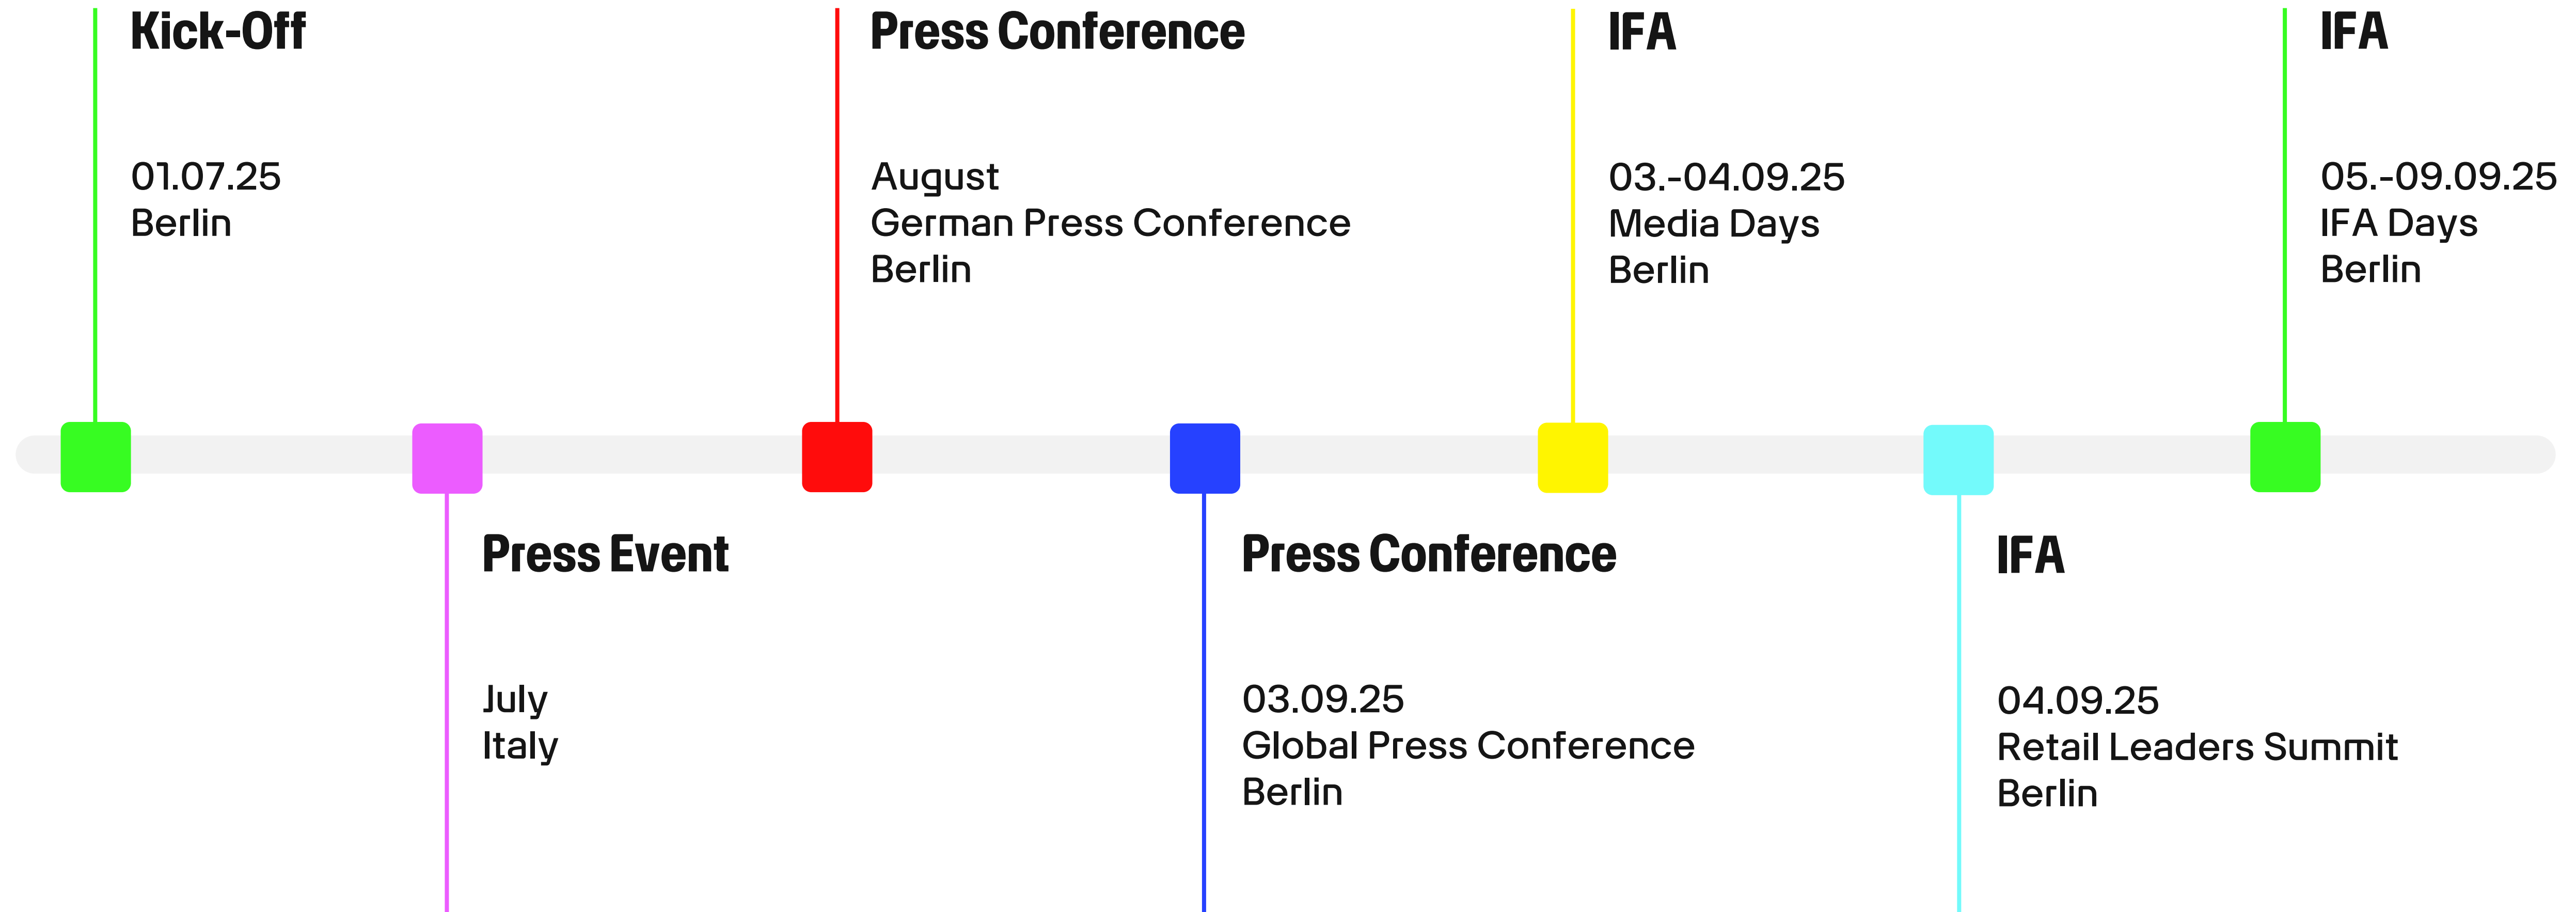 Kick-Off
01.07.25
Berlin
Press Event
July
Italy
Press Conference
August
German Press Conference
Berlin
Press Conference
03.09.25
Global Press Conference
Berlin
IFA
03.-04.09.25
Media Days
Berlin
IFA
04.09.25
Retail Leaders Summit
Berlin
IFA
05.-09.09.25
IFA Days
Berlin